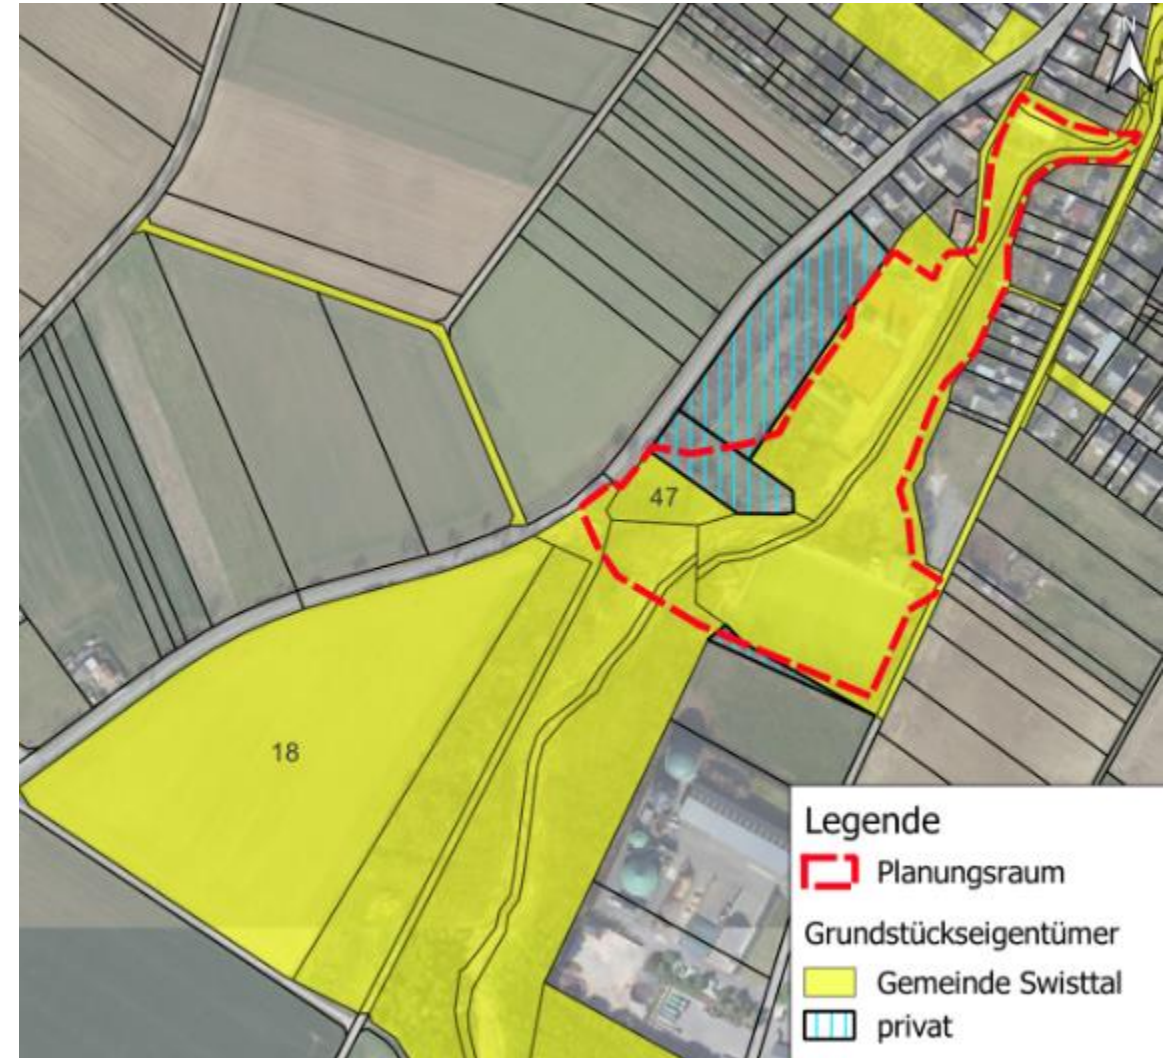 N
47
18
Legende
Planungsraum
Grundstückseigentümer
Gemeinde Swisttal
privat